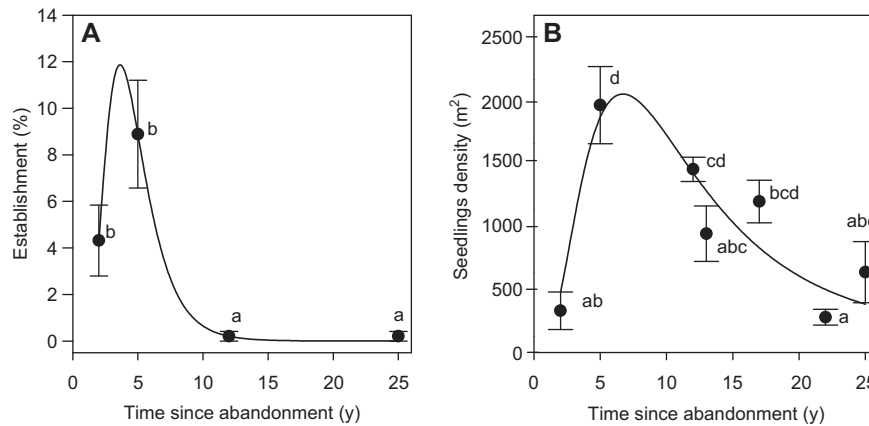 A
14
12
10
8
6
4
2
0
Establishment (%)
b
b
a
a
0 5 10 15 20 25
Time since abandonment (y)
B
2500
2000
1500
1000
500
0
Seedlings density (m²)
d
cd
bcd
abc
abc
ab
a
0 5 10 15 20 25
Time since abandonment (y)